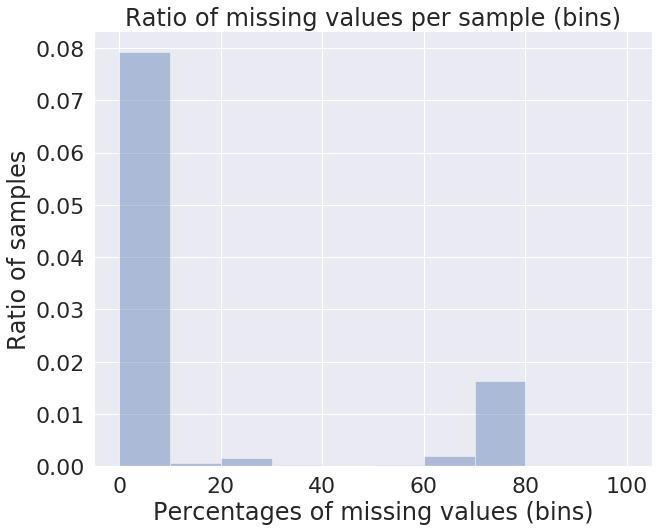 Ratio of missing values per sample (bins)
0.08
0.07
0.06
0.05
0.04
0.03
0.02
0.01
0.00
Ratio of samples
0 20 40 60 80 100
Percentages of missing values (bins)